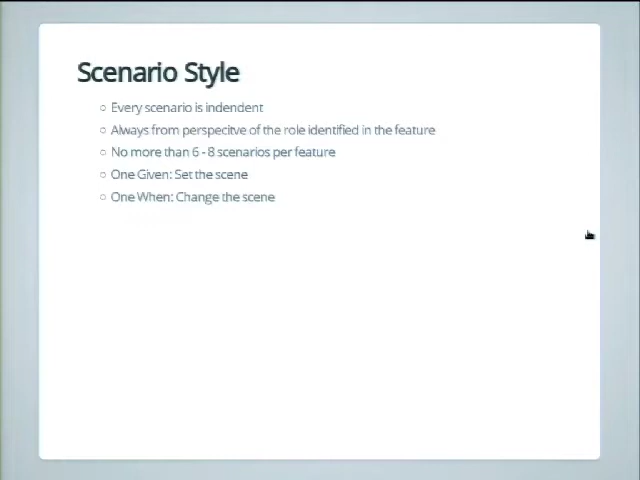 Scenario Style
Every scenario is indendent
Always from perspecitve of the role identified in the feature
No more than 6 - 8 scenarios per feature
One Given: Set the scene
One When: Change the scene